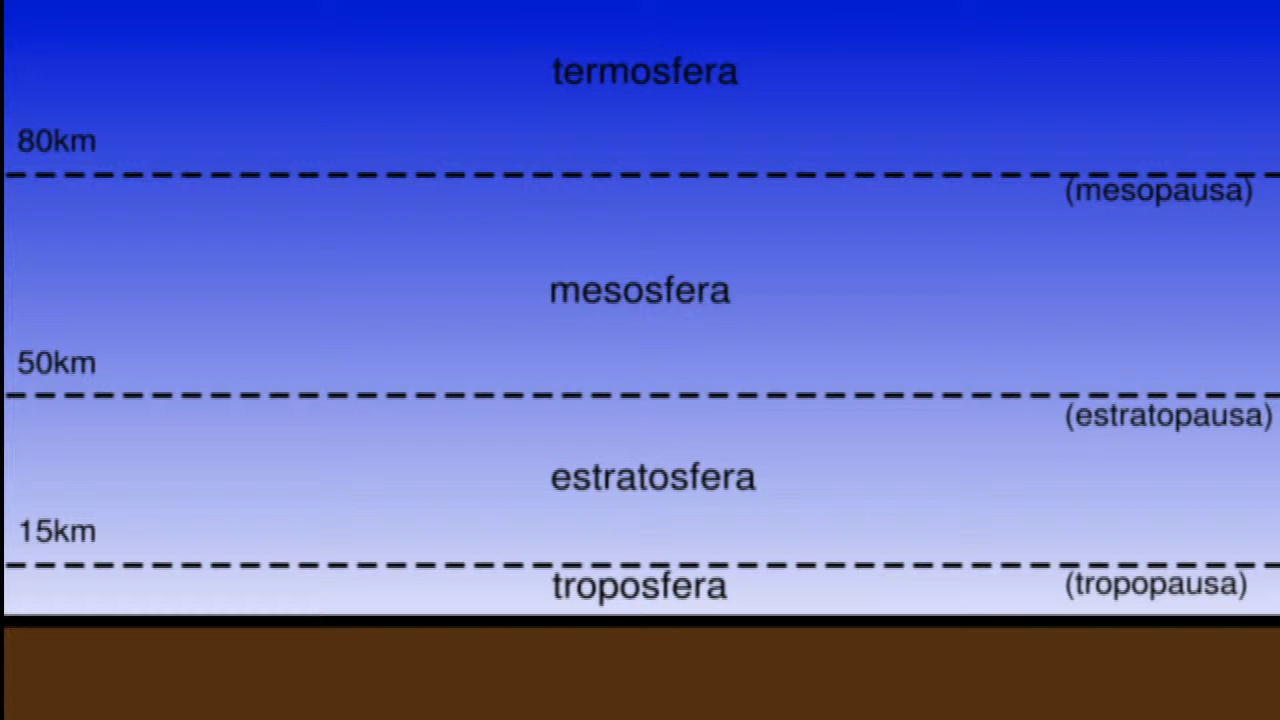 termosfera
80km
(mesopausa)
mesosfera
50km
(estratopausa)
estratosfera
15km
troposfera
(tropopausa)